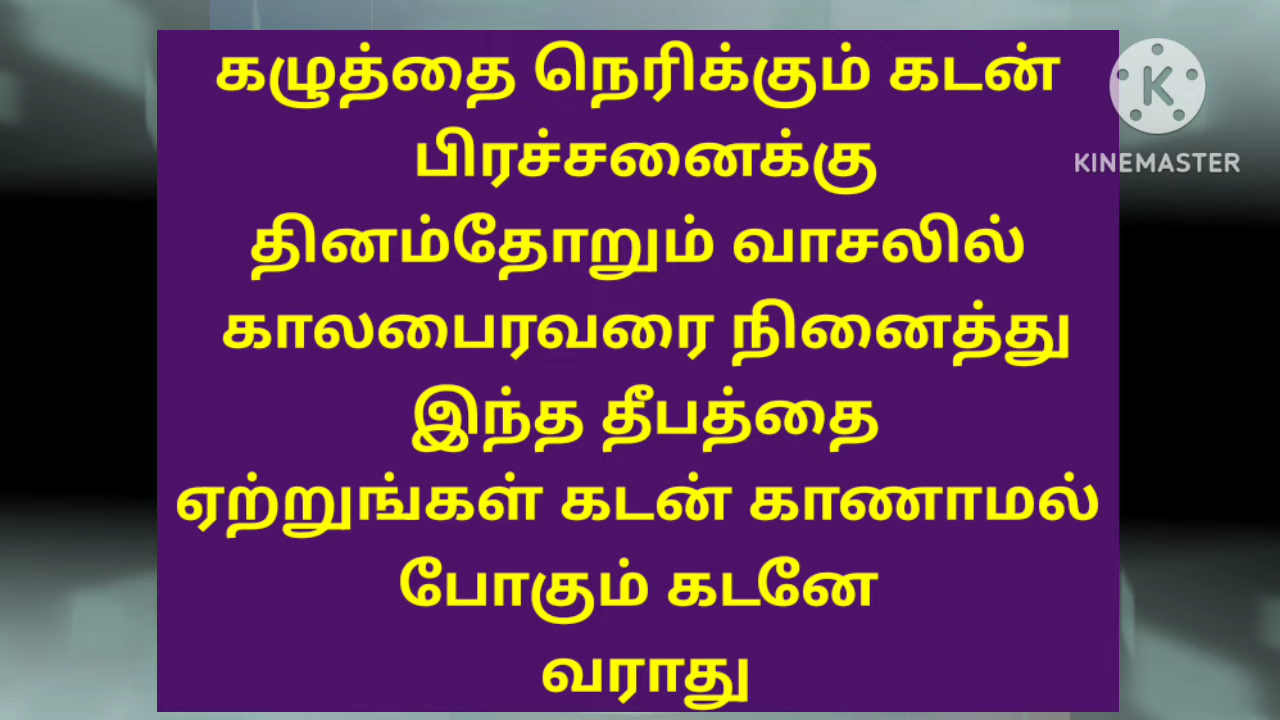 கழுத்தை நெரிக்கும் கடன்
பிரச்சனைக்கு
தினம்தோறும் வாசலில்
காலபைரவரை நினைத்து
இந்த தீபத்தை
ஏற்றுங்கள் கடன் காணாமல்
போகும் கடனே
வராது
K
KINEMASTER